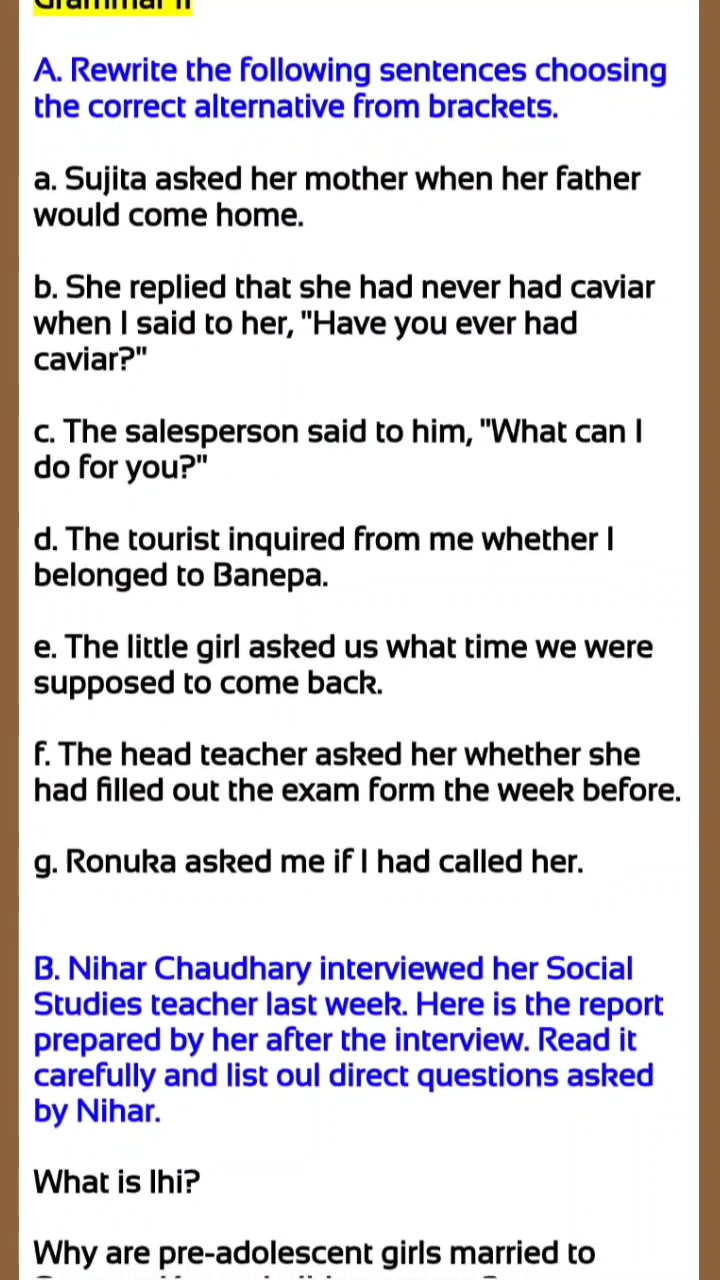 Grammar II
A. Rewrite the following sentences choosing
the correct alternative from brackets.
a. Sujita asked her mother when her father
would come home.
b. She replied that she had never had caviar
when I said to her, "Have you ever had
caviar?"
c. The salesperson said to him, "What can I
do for you?"
d. The tourist inquired from me whether I
belonged to Banepa.
e. The little girl asked us what time we were
supposed to come back.
f. The head teacher asked her whether she
had filled out the exam form the week before.
g. Ronuka asked me if I had called her.
B. Nihar Chaudhary interviewed her Social
Studies teacher last week. Here is the report
prepared by her after the interview. Read it
carefully and list oul direct questions asked
by Nihar.
What is Ihi?
Why are pre-adolescent girls married to